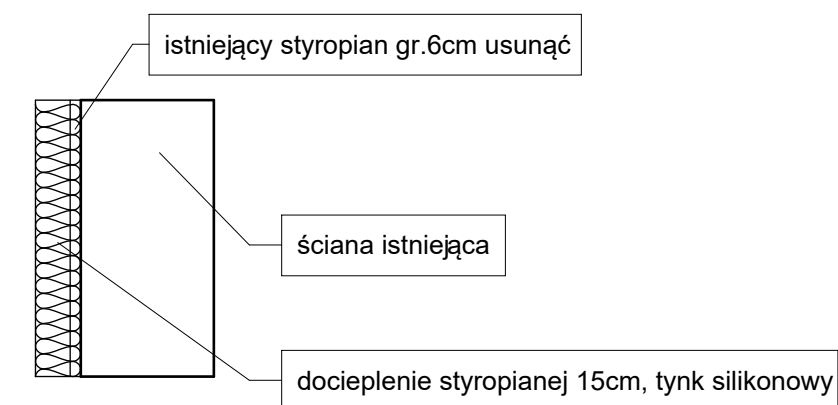 istniejący styropian gr.6cm usunąć
ściana istniejąca
docieplenie styropianej 15cm, tynk silikonowy